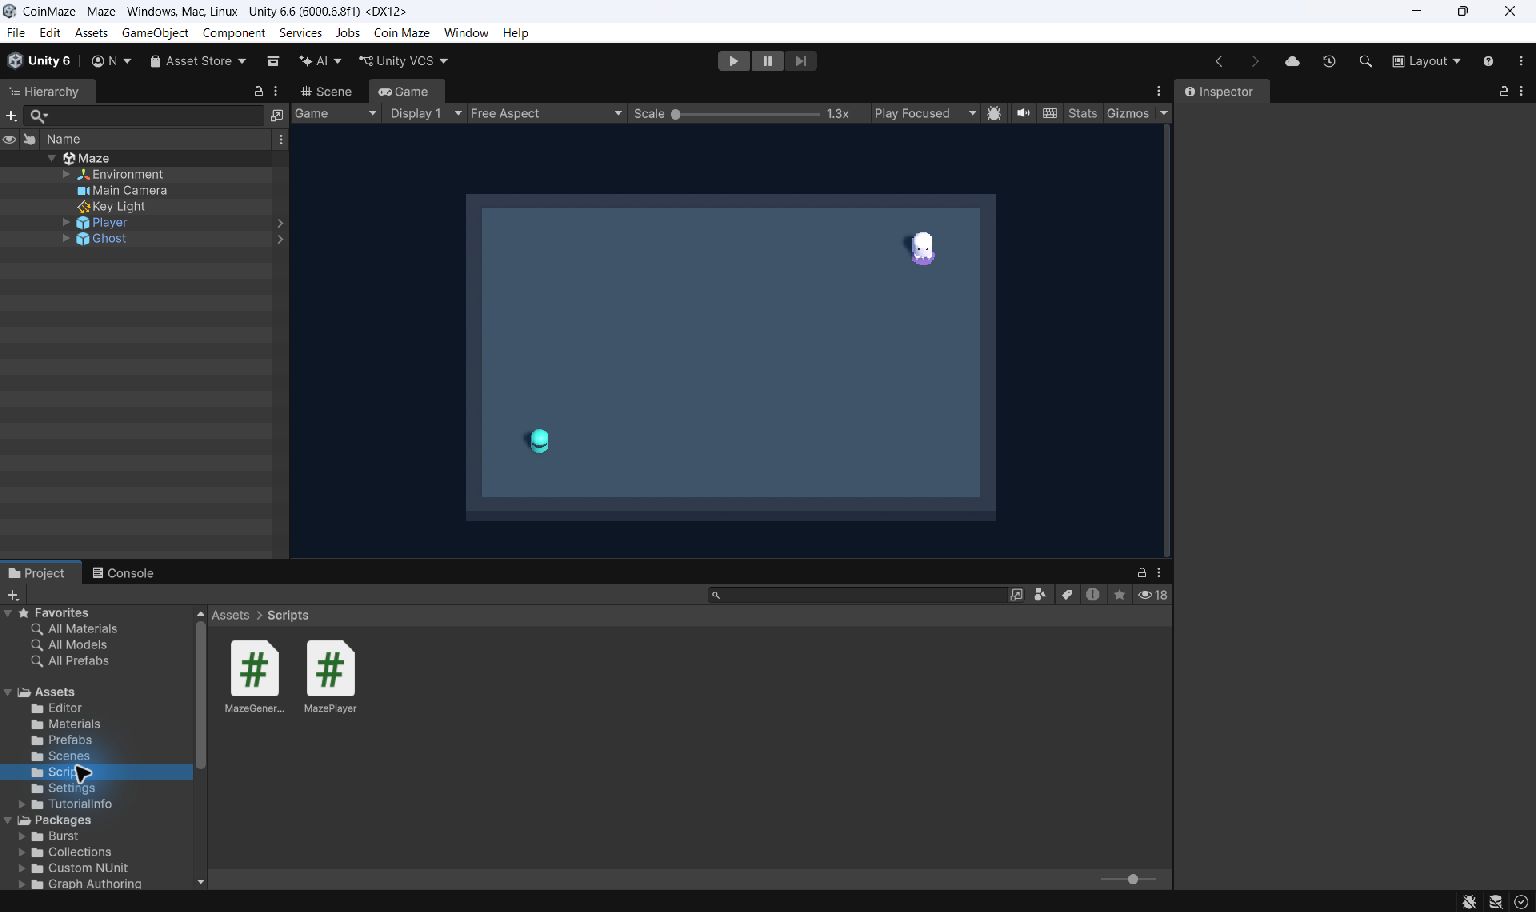 CoinMaze - Maze - Windows, Mac, Linux - Unity 6.6 (6000.6.8f1) <DX12>
File Edit Assets GameObject Component Services Jobs Coin Maze Window Help
Unity 6 N Asset Store AI Unity VCS Layout
Hierarchy
Scene Game
Inspector
Game Display 1 Free Aspect Scale 1.3x Play Focused Stats Gizmos
Name
Maze
Environment
Main Camera
Key Light
Player
Ghost
Project Console
18
Favorites
All Materials
All Models
All Prefabs
Assets
Editor
Materials
Prefabs
Scenes
Settings
TutorialInfo
Packages
Burst
Collections
Custom NUnit
Graph Authoring
Assets > Scripts
MazeGener... MazePlayer